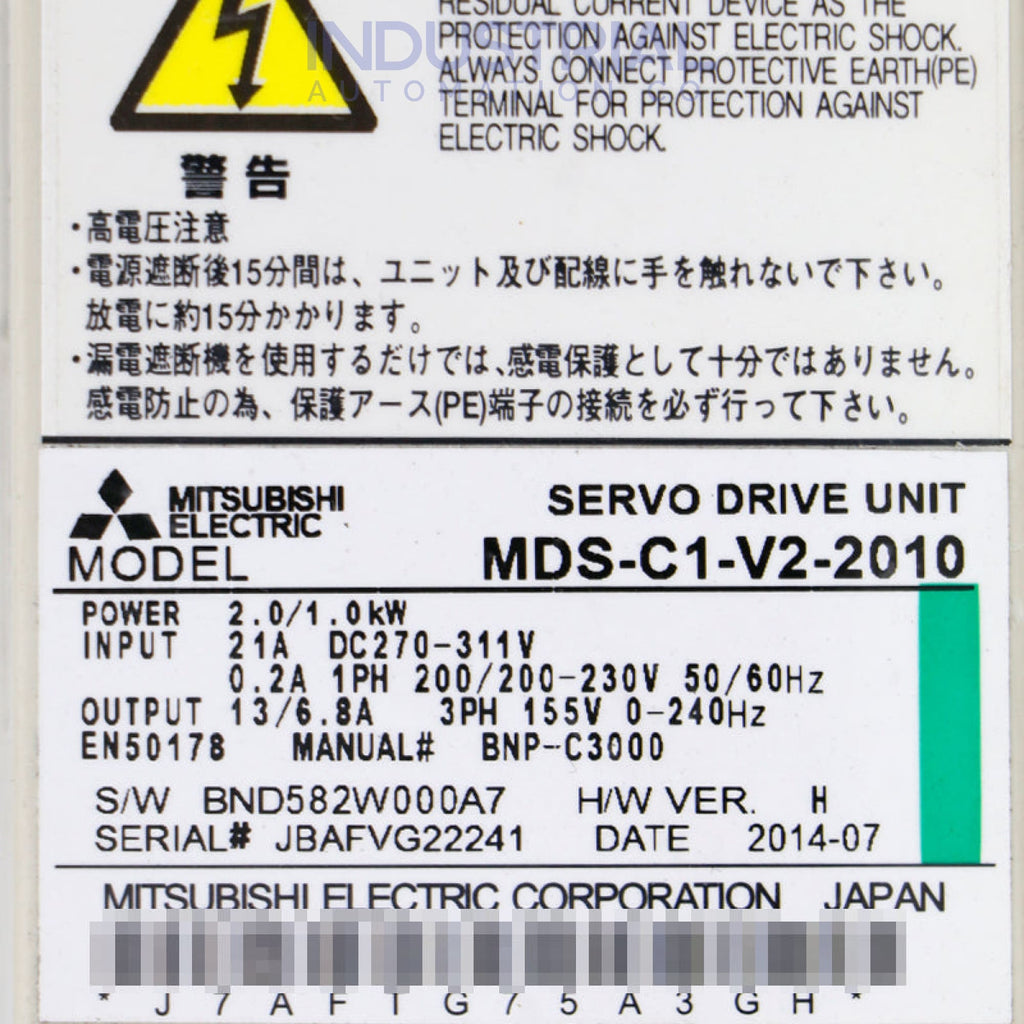 RESIDUAL CURRENT DEVICE AS THE
PROTECTION AGAINST ELECTRIC SHOCK.
ALWAYS CONNECT PROTECTIVE EARTH(PE)
TERMINAL FOR PROTECTION AGAINST
ELECTRIC SHOCK.
INDUSTRIAL
AUTOMATION CO
警告
・高電圧注意
・電源遮断後15分間は、ユニット及び配線に手を触れないで下さい。
放電に約15分かかります。
・漏電遮断機を使用するだけでは、感電保護として十分ではありません。
感電防止の為、保護アース(PE)端子の接続を必ず行って下さい。
MITSUBISHI
ELECTRIC
SERVO DRIVE UNIT
MODEL MDS-C1-V2-2010
POWER 2.0/1.0kW
INPUT 21A DC270-311V
0.2A 1PH 200/200-230V 50/60Hz
OUTPUT 13/6.8A 3PH 155V 0-240Hz
EN50178 MANUAL# BNP-C3000
S/W BND582W000A7 H/W VER. H
SERIAL# JBAFVG22241 DATE 2014-07
MITSUBISHI ELECTRIC CORPORATION JAPAN
*J7AF1G75A3GH*